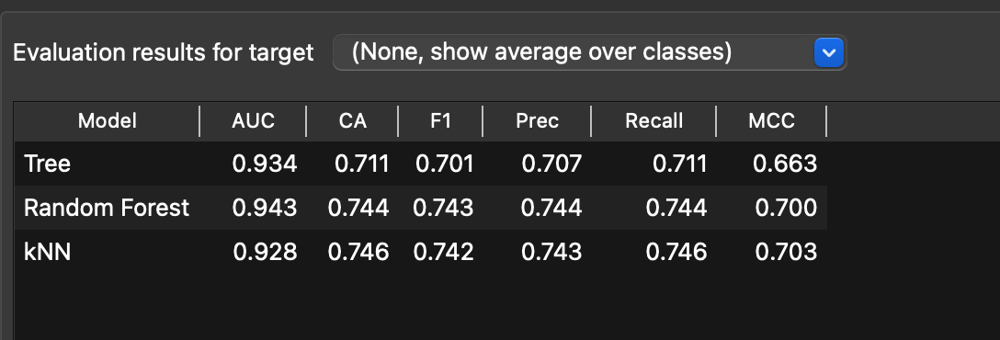 Evaluation results for target (None, show average over classes)
Model AUC CA F1 Prec Recall MCC
Tree 0.934 0.711 0.701 0.707 0.711 0.663
Random Forest 0.943 0.744 0.743 0.744 0.744 0.700
kNN 0.928 0.746 0.742 0.743 0.746 0.703